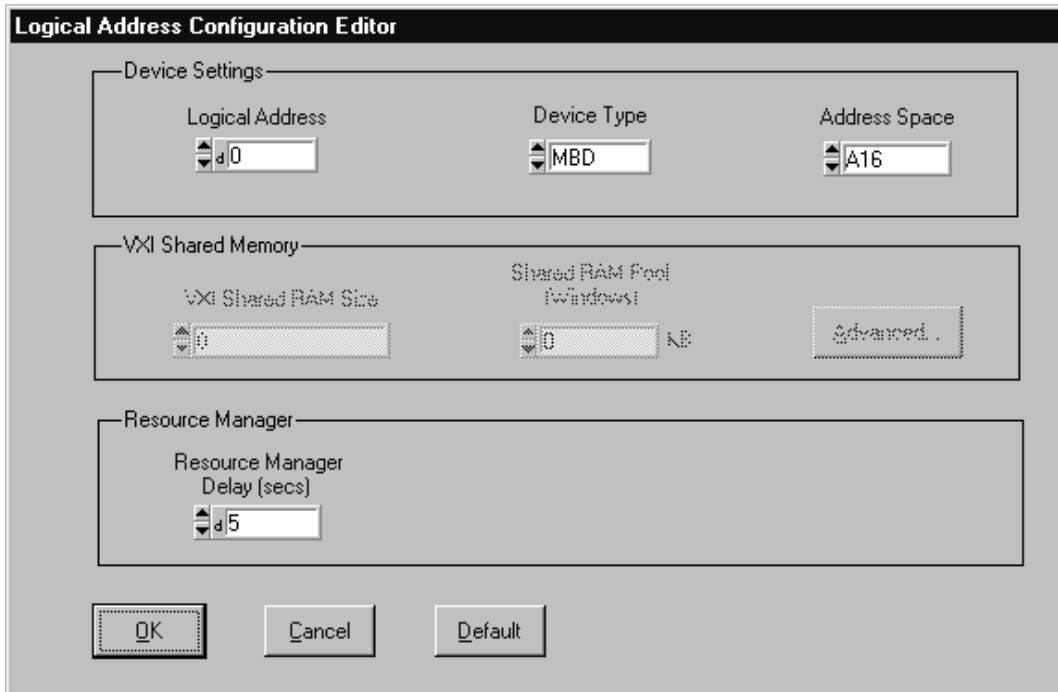 Logical Address Configuration Editor
Device Settings
Logical Address
Device Type
Address Space
d 0
MBD
A16
VXI Shared Memory
VXI Shared RAM Size
Shared RAM Pool
(Windows)
0
0
KB
Advanced...
Resource Manager
Resource Manager
Delay (secs)
d 5
OK
Cancel
Default